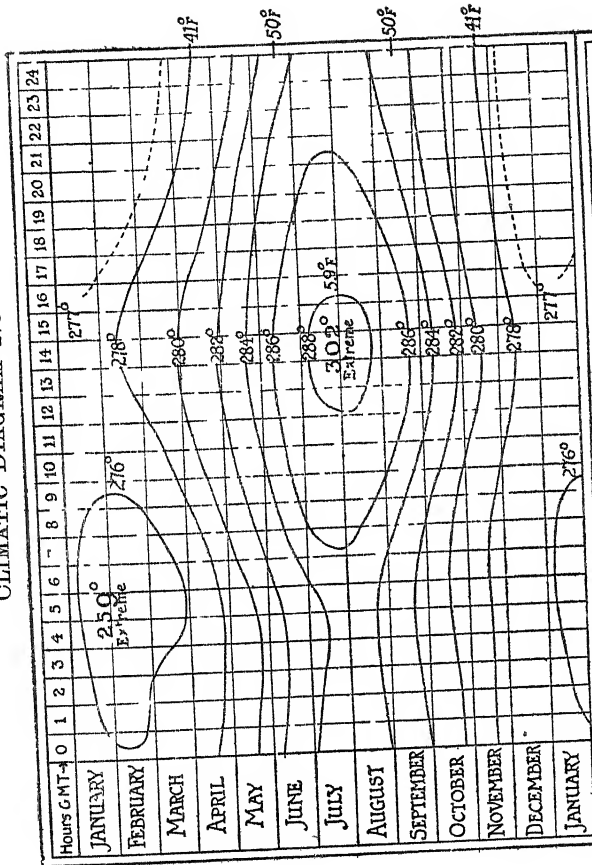 Hours GMT→ 0 1 2 3 4 5 6 7 8 9 10 11 12 13 14 15 16 17 18 19 20 21 22 23 24
JANUARY
250° 277°
Extreme
276° 278°
FEBRUARY
MARCH
280° 41°F
APRIL
282°
MAY
284°
JUNE
286° 50°F
JULY
288°
302° 59°F
Extreme
AUGUST
286° 50°F
SEPTEMBER
284°
OCTOBER
282°
280° 41°F
NOVEMBER
278°
DECEMBER
277°
JANUARY
276°